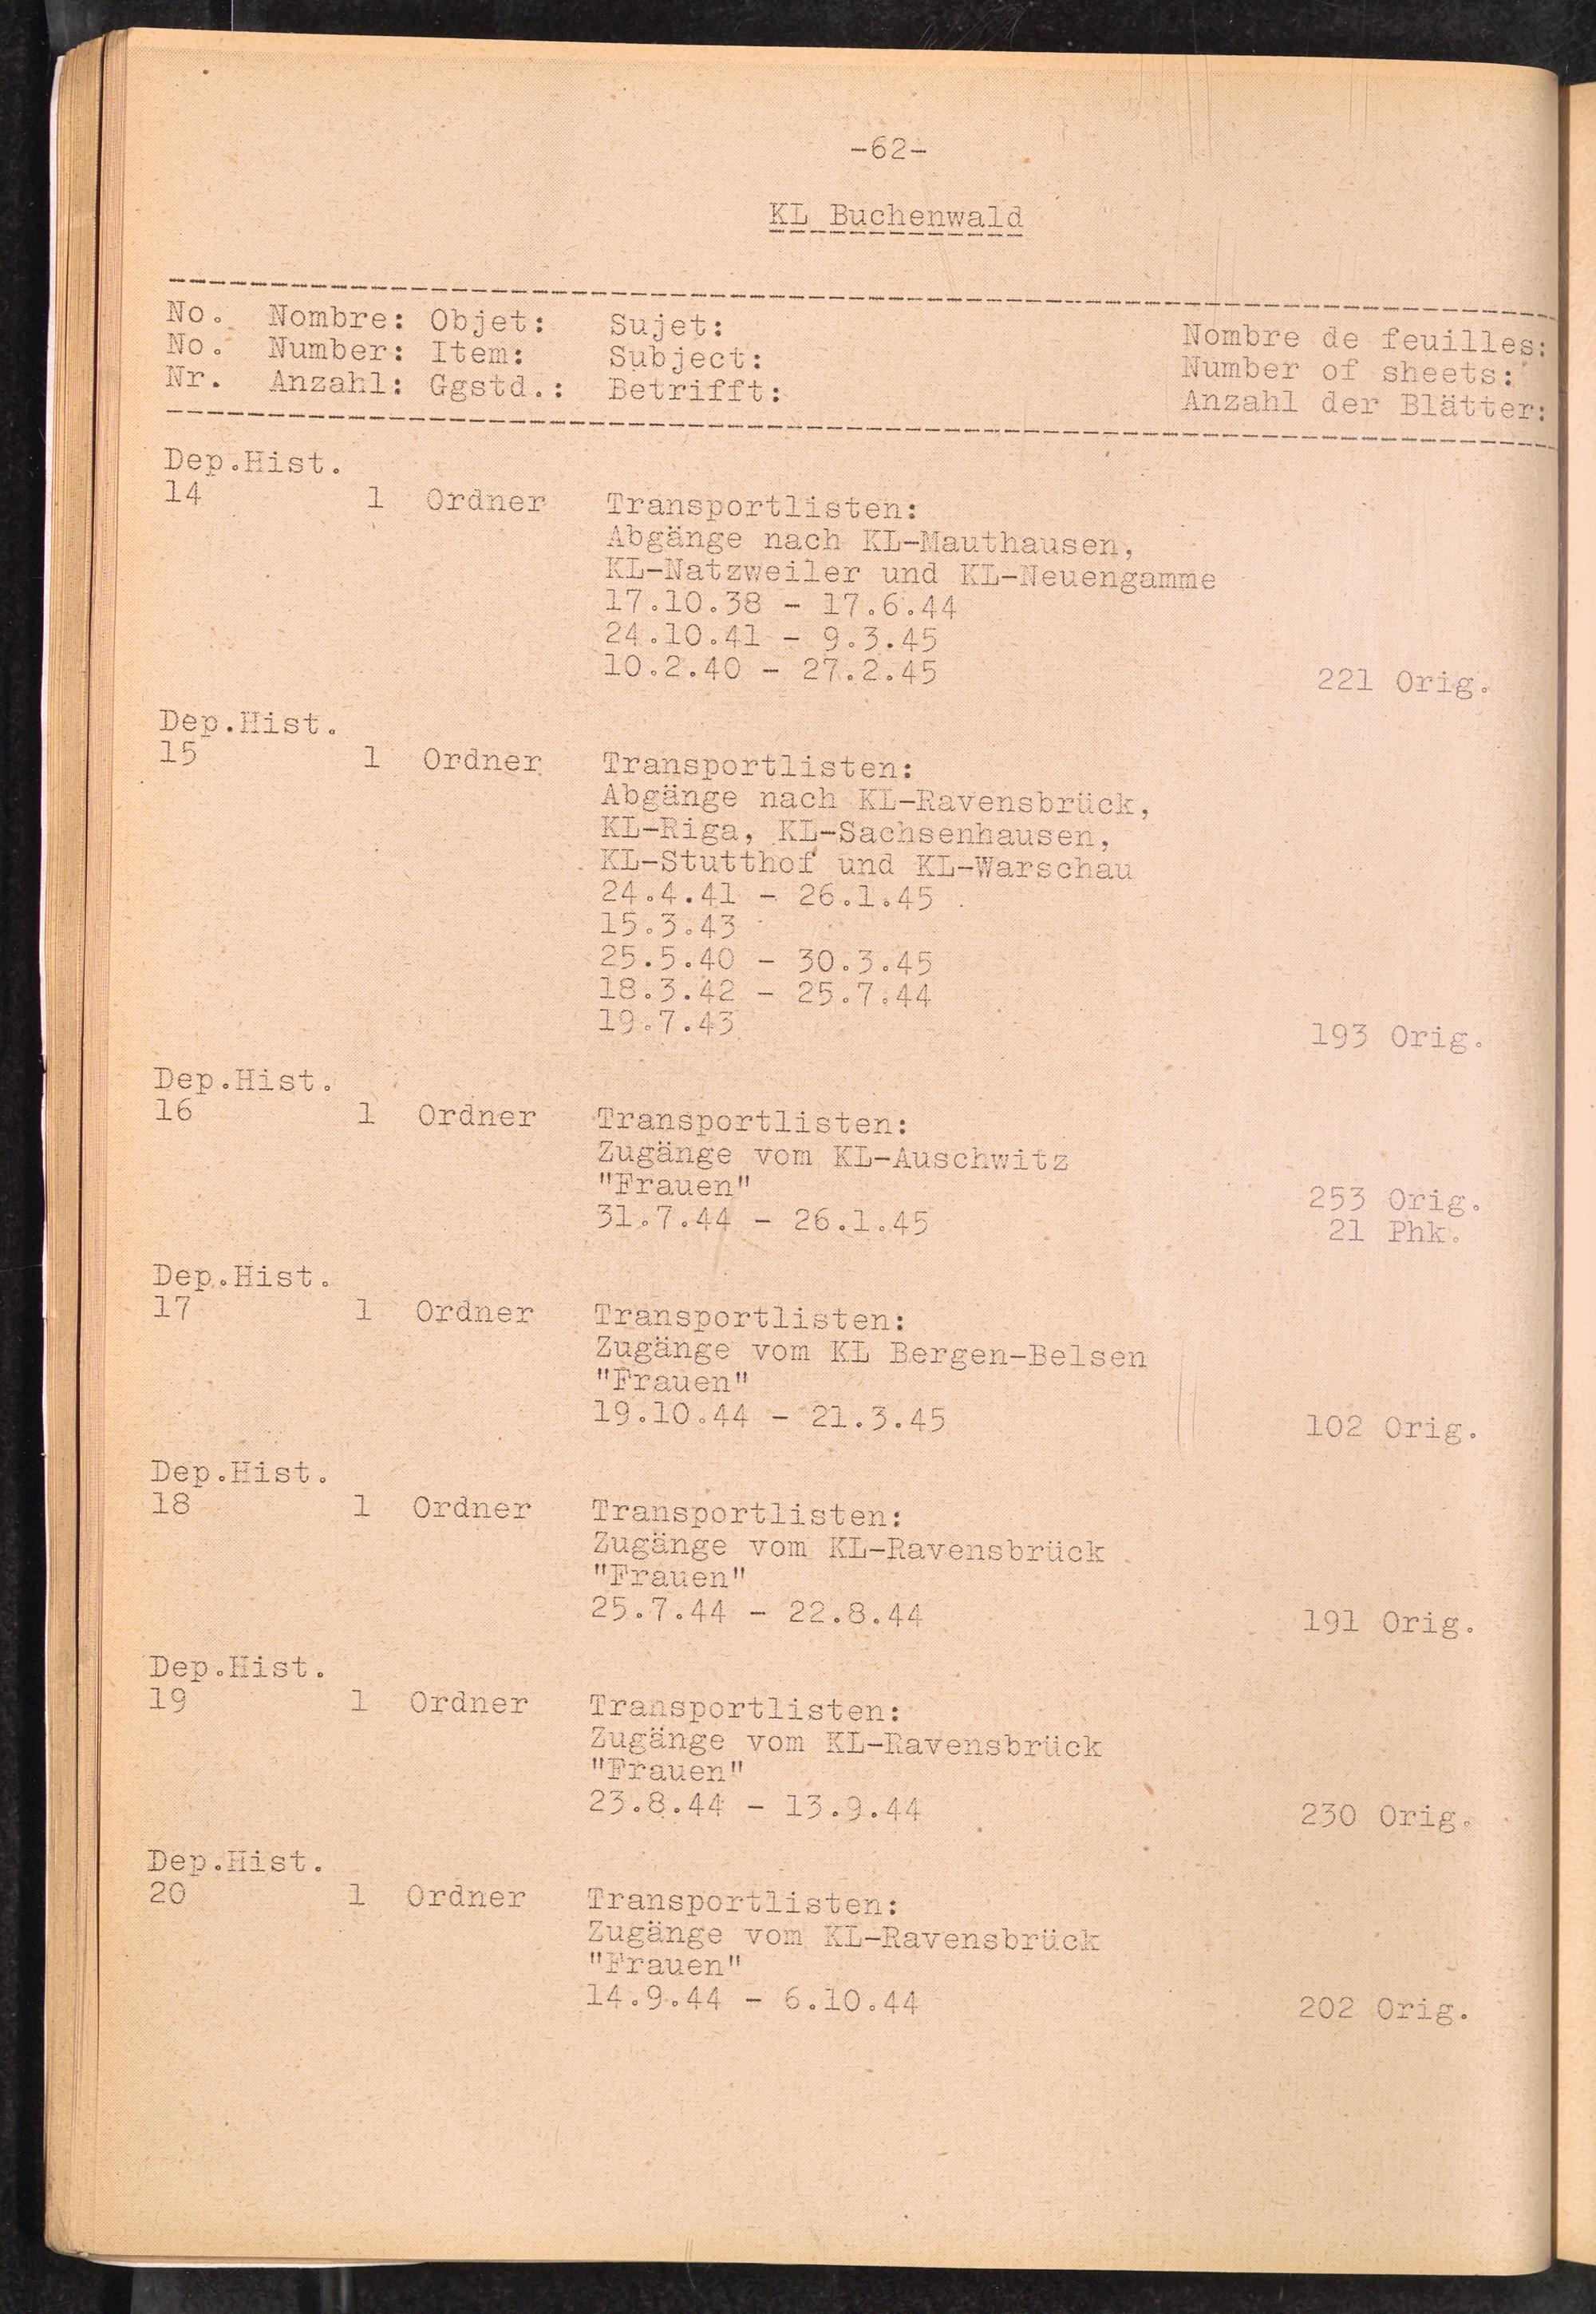 -62-
KL Buchenwald
No. Nombre: Objet: Sujet: Nombre de feuilles:
No. Number: Item: Subject: Number of sheets:
Nr. Anzahl: Ggstd.: Betrifft: Anzahl der Blätter:
Dep.Hist.
14 1 Ordner Transportlisten:
Abgänge nach KL-Mauthausen,
KL-Natzweiler und KL-Neuengamme
17.10.38 - 17.6.44
24.10.41 - 9.3.45
10.2.40 - 27.2.45 221 Orig.
Dep.Hist.
15 1 Ordner Transportlisten:
Abgänge nach KL-Ravensbrück,
KL-Riga, KL-Sachsenhausen,
KL-Stutthof und KL-Warschau
24.4.41 - 26.1.45
15.3.43
25.5.40 - 30.3.45
18.3.42 - 25.7.44
19.7.43 193 Orig.
Dep.Hist.
16 1 Ordner Transportlisten:
Zugänge vom KL-Auschwitz
"Frauen" 253 Orig.
31.7.44 - 26.1.45 21 Phk.
Dep.Hist.
17 1 Ordner Transportlisten:
Zugänge vom KL Bergen-Belsen
"Frauen"
19.10.44 - 21.3.45 102 Orig.
Dep.Hist.
18 1 Ordner Transportlisten:
Zugänge vom KL-Ravensbrück
"Frauen"
25.7.44 - 22.8.44 191 Orig.
Dep.Hist.
19 1 Ordner Transportlisten:
Zugänge vom KL-Ravensbrück
"Frauen"
23.8.44 - 13.9.44 230 Orig.
Dep.Hist.
20 1 Ordner Transportlisten:
Zugänge vom KL-Ravensbrück
"Frauen"
14.9.44 - 6.10.44 202 Orig.